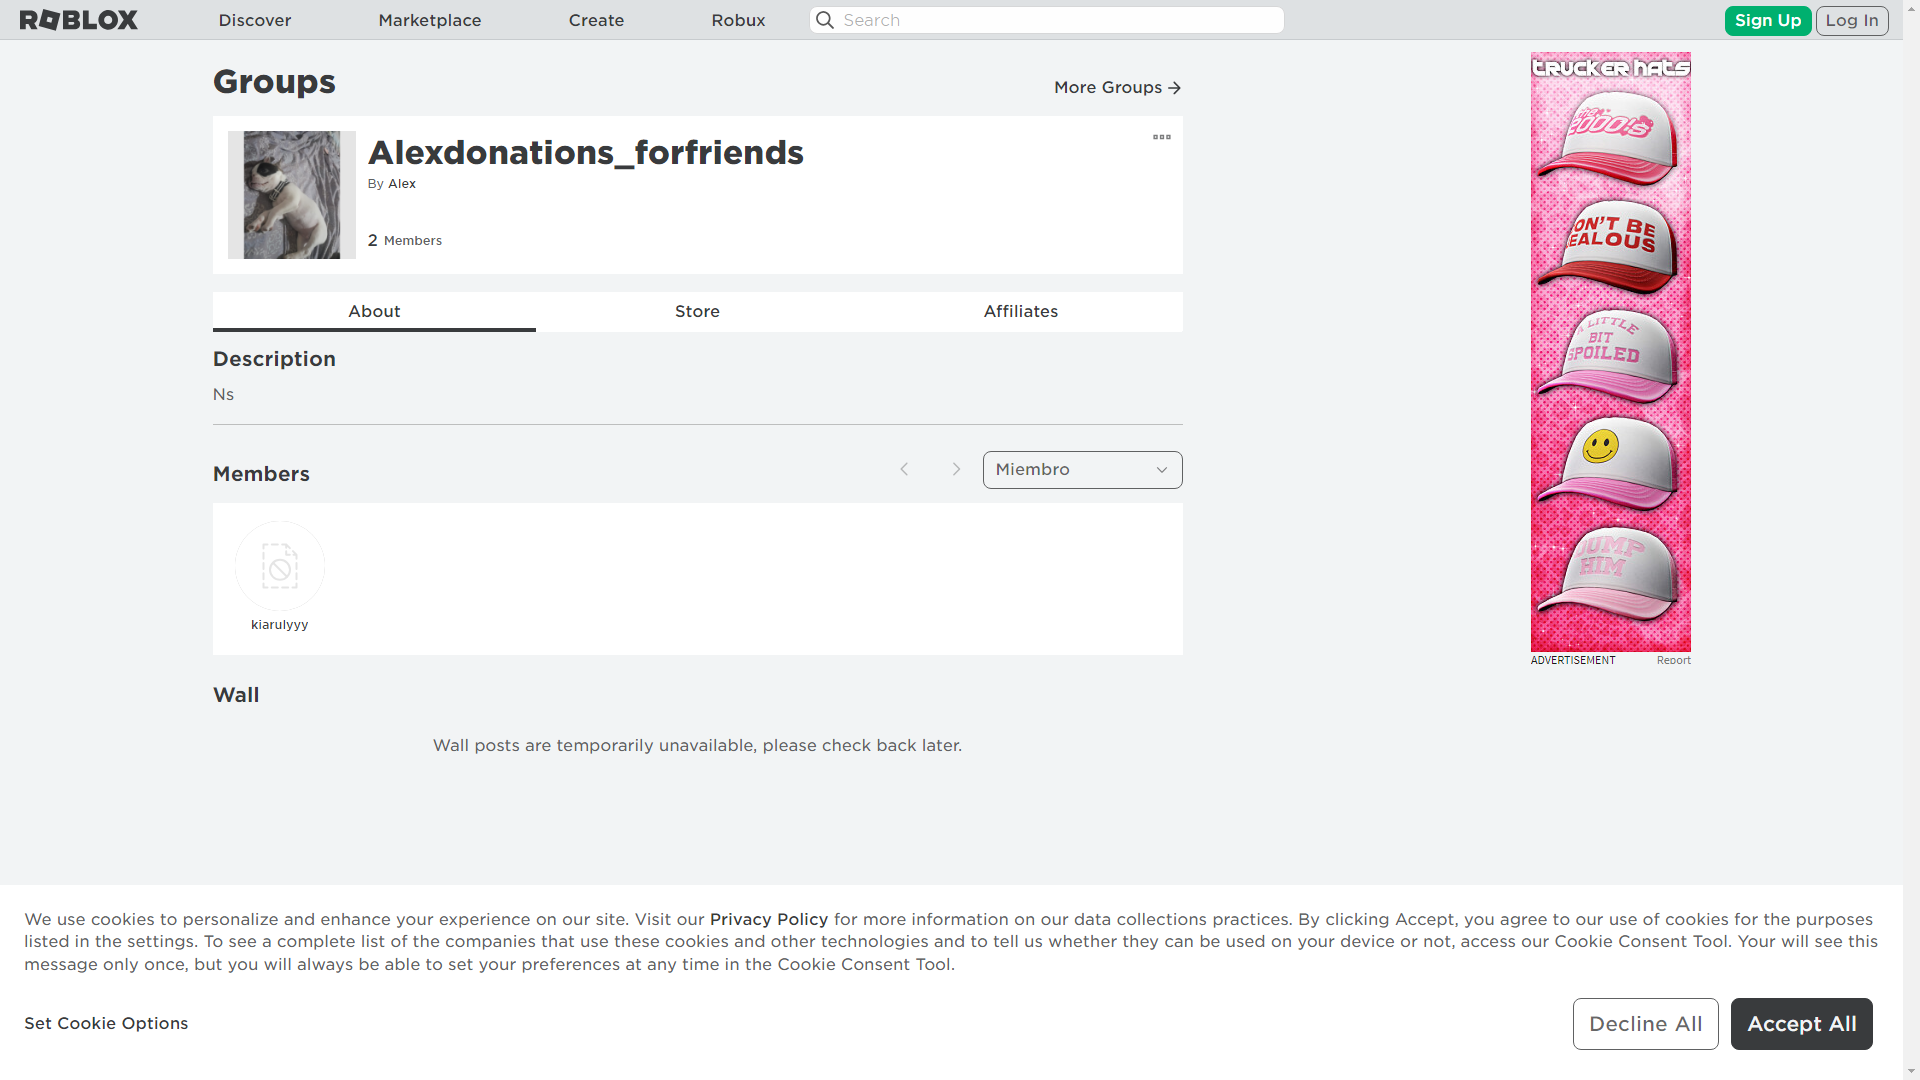 ROBLOX
Discover
Marketplace
Create
Robux
Search
Sign Up
Log In
Groups
More Groups
Alexdonations_forfriends
By Alex
2 Members
About
Store
Affiliates
Description
Ns
Members
Miembro
kiarulyyy
Wall
Wall posts are temporarily unavailable, please check back later.
trucker hats
the 2000's
ON'T BE
EALOUS
A LITTLE
BIT
SPOILED
JUMP
HIM
ADVERTISEMENT
Report
We use cookies to personalize and enhance your experience on our site. Visit our Privacy Policy for more information on our data collections practices. By clicking Accept, you agree to our use of cookies for the purposes
listed in the settings. To see a complete list of the companies that use these cookies and other technologies and to tell us whether they can be used on your device or not, access our Cookie Consent Tool. Your will see this
message only once, but you will always be able to set your preferences at any time in the Cookie Consent Tool.
Set Cookie Options
Decline All
Accept All